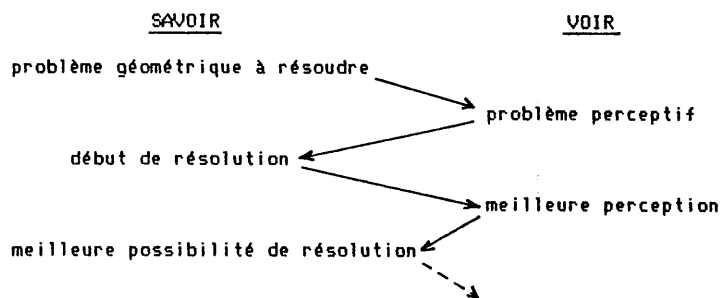 SAVOIR
VOIR
problème géométrique à résoudre
problème perceptif
début de résolution
meilleure perception
meilleure possibilité de résolution